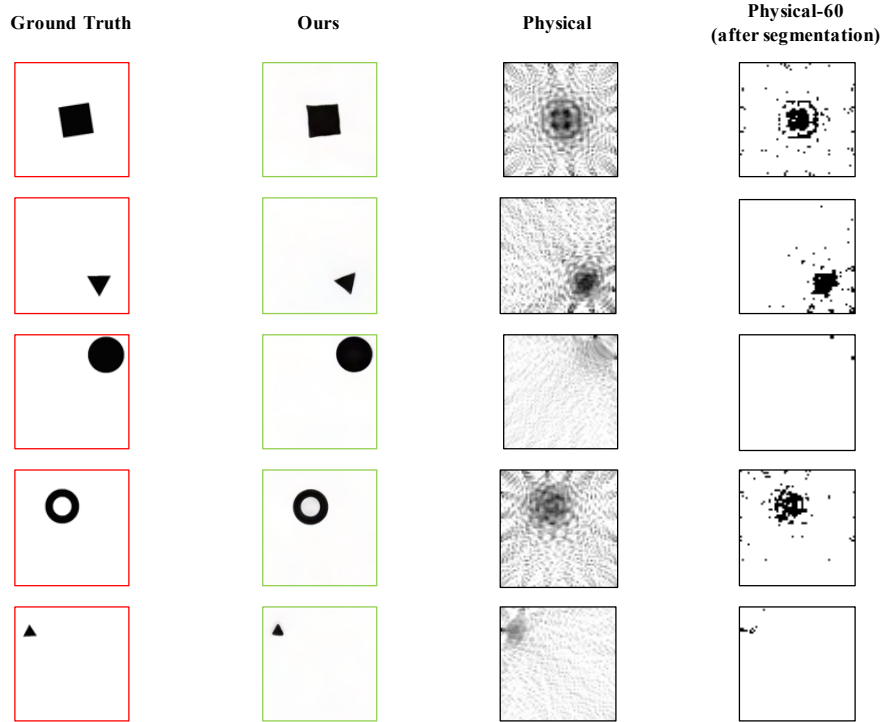 Ground Truth
Ours
Physical
Physical-60
(after segmentation)